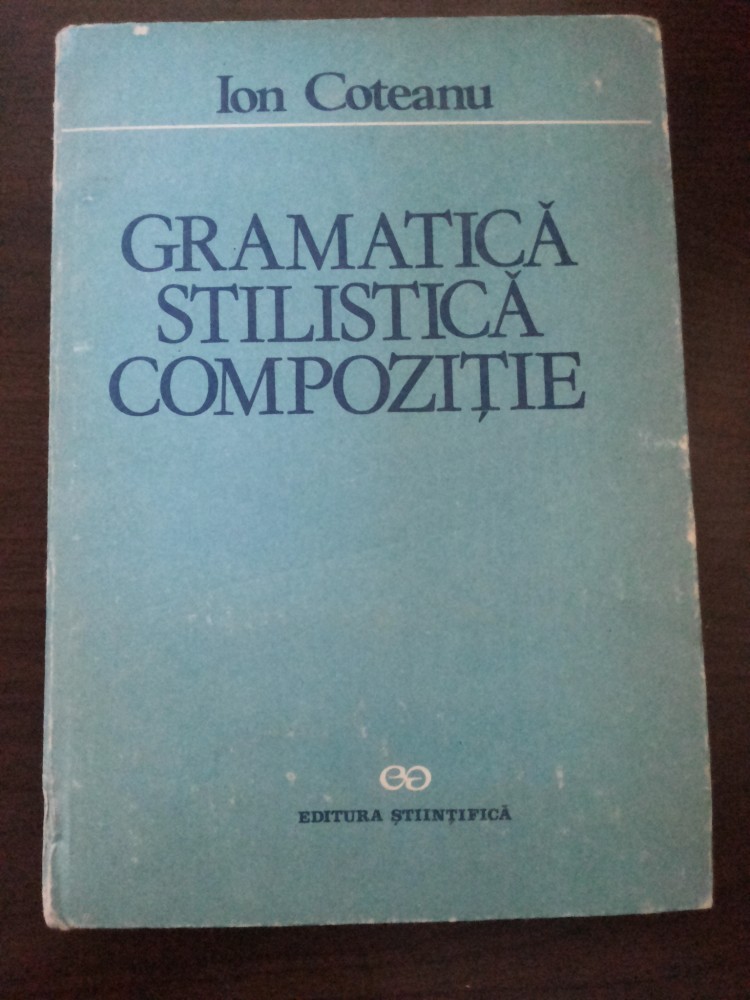 Ion Coteanu
GRAMATICĂ
STILISTICĂ
COMPOZIȚIE
EDITURA ȘTIINȚIFICĂ